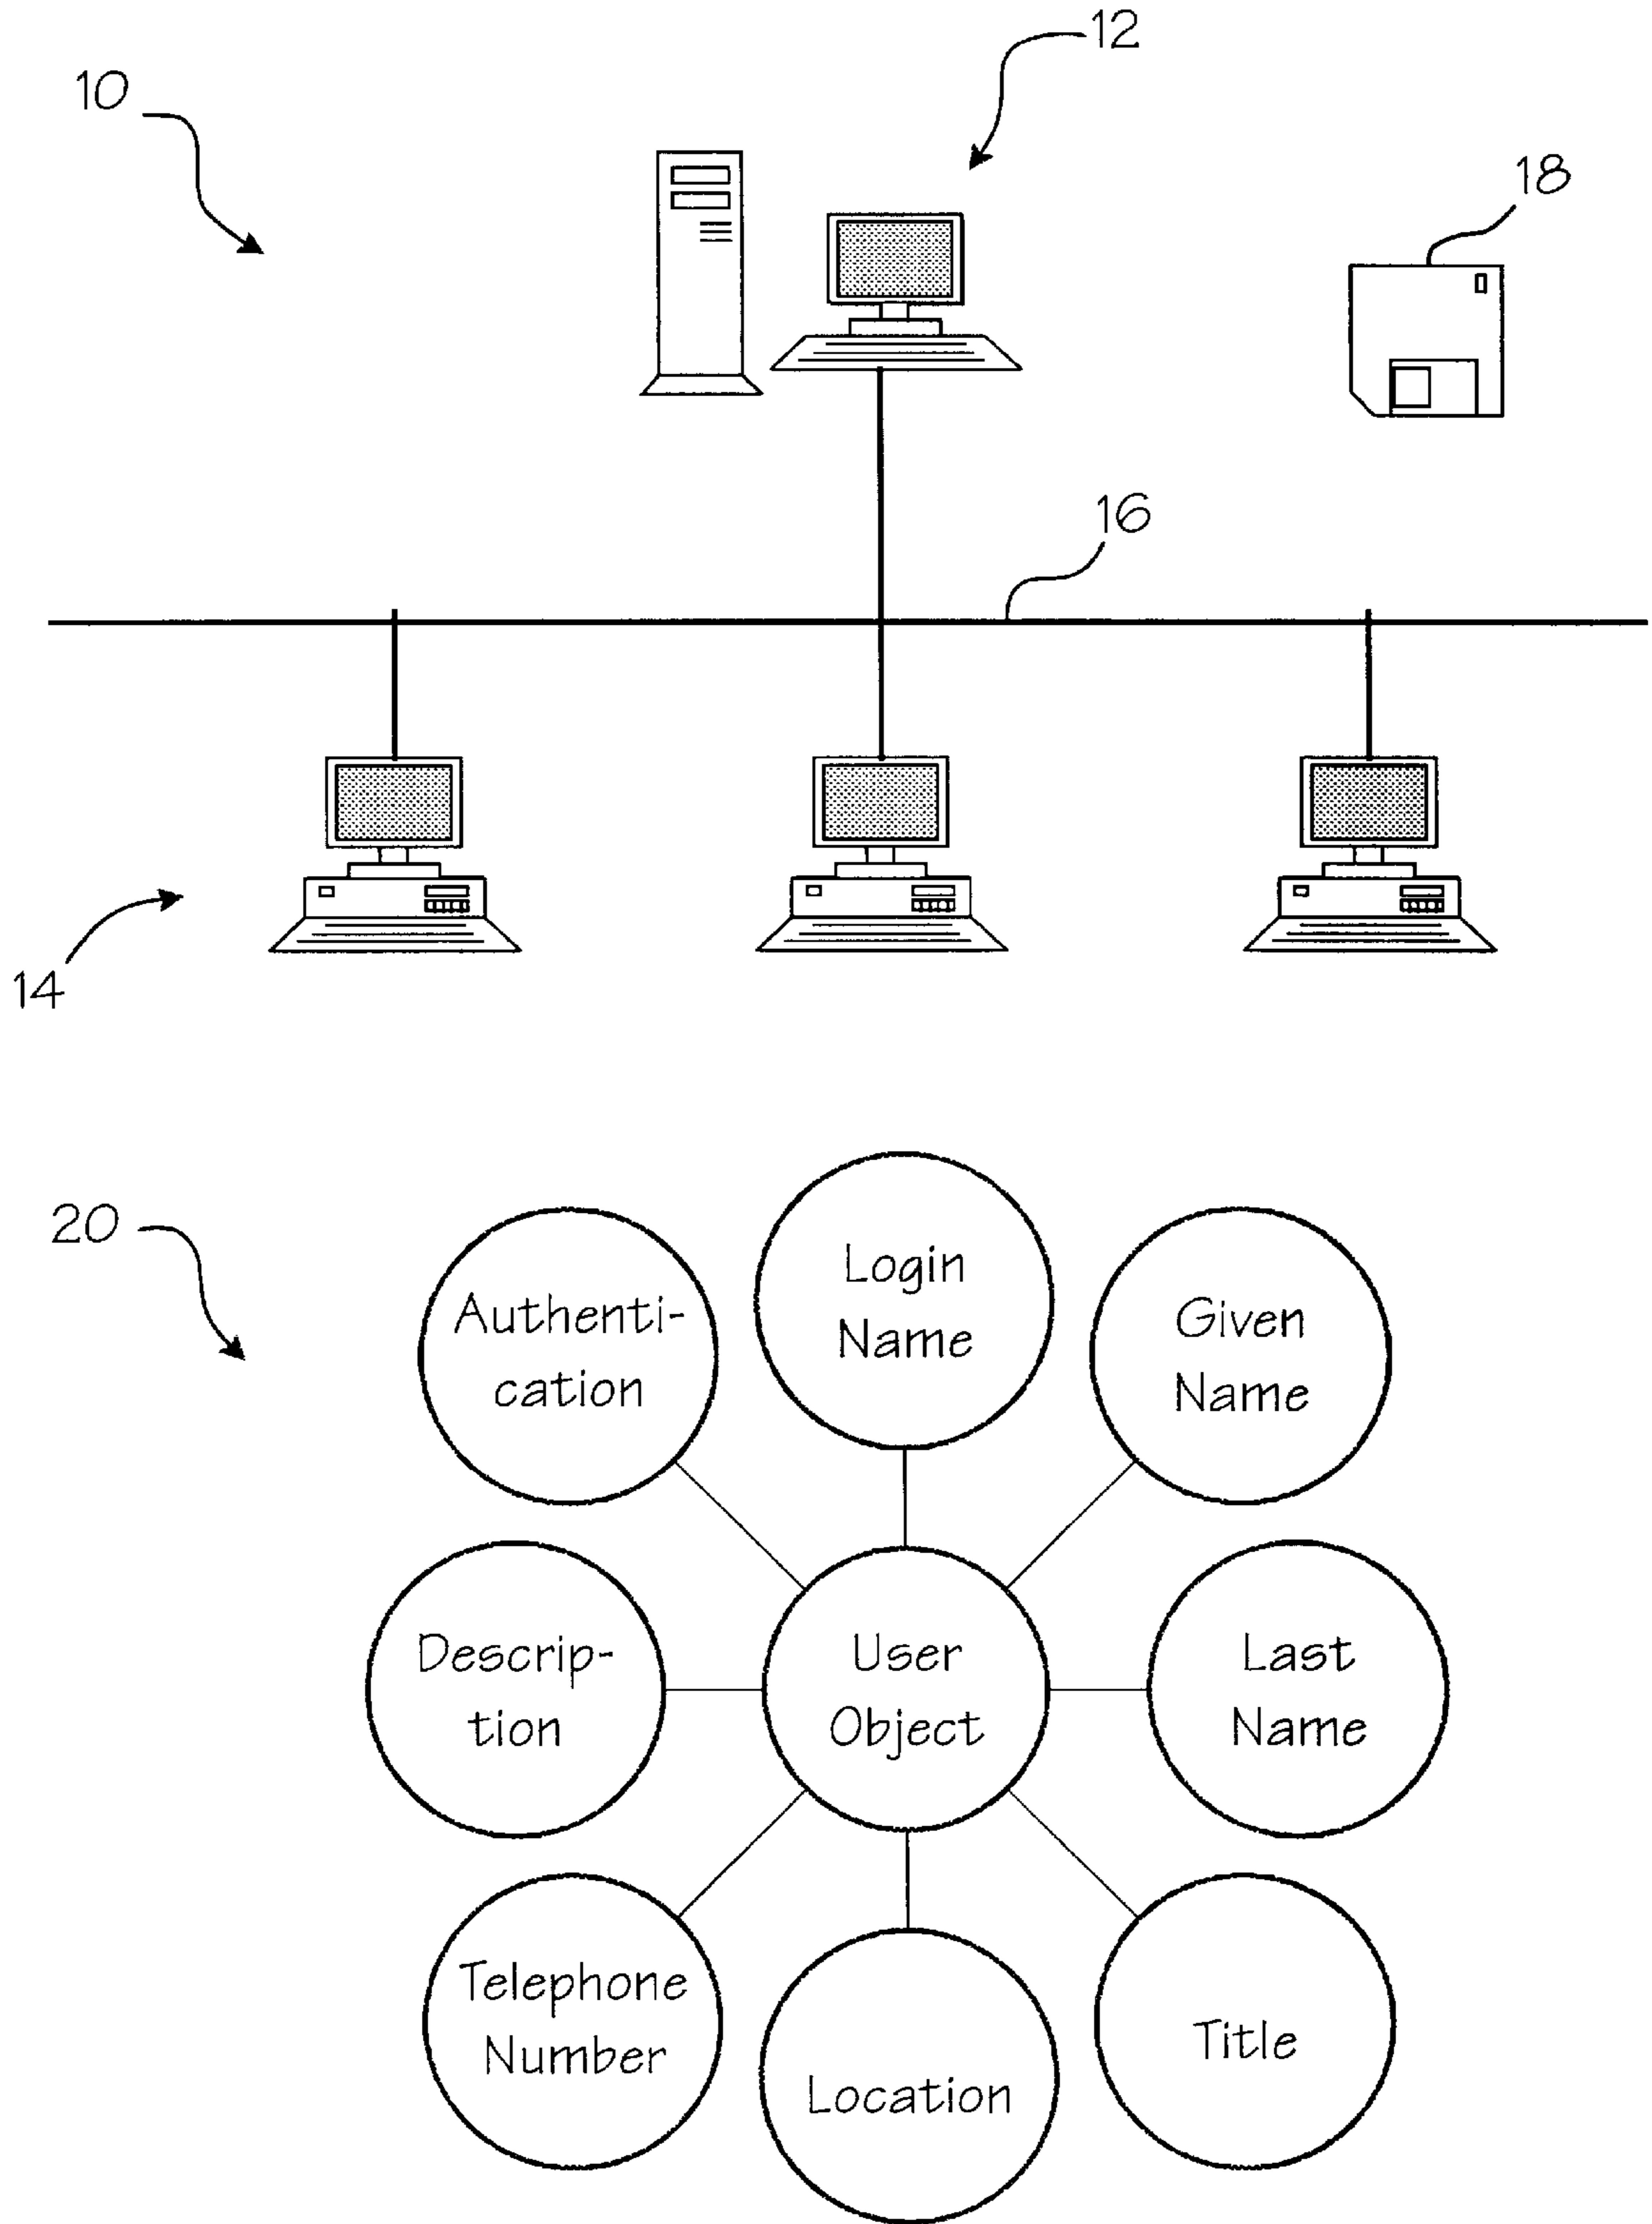 12
10
18
16
14
20
Login
Name
Authenti-
cation
Given
Name
Descrip-
tion
User
Object
Last
Name
Telephone
Number
Location
Title